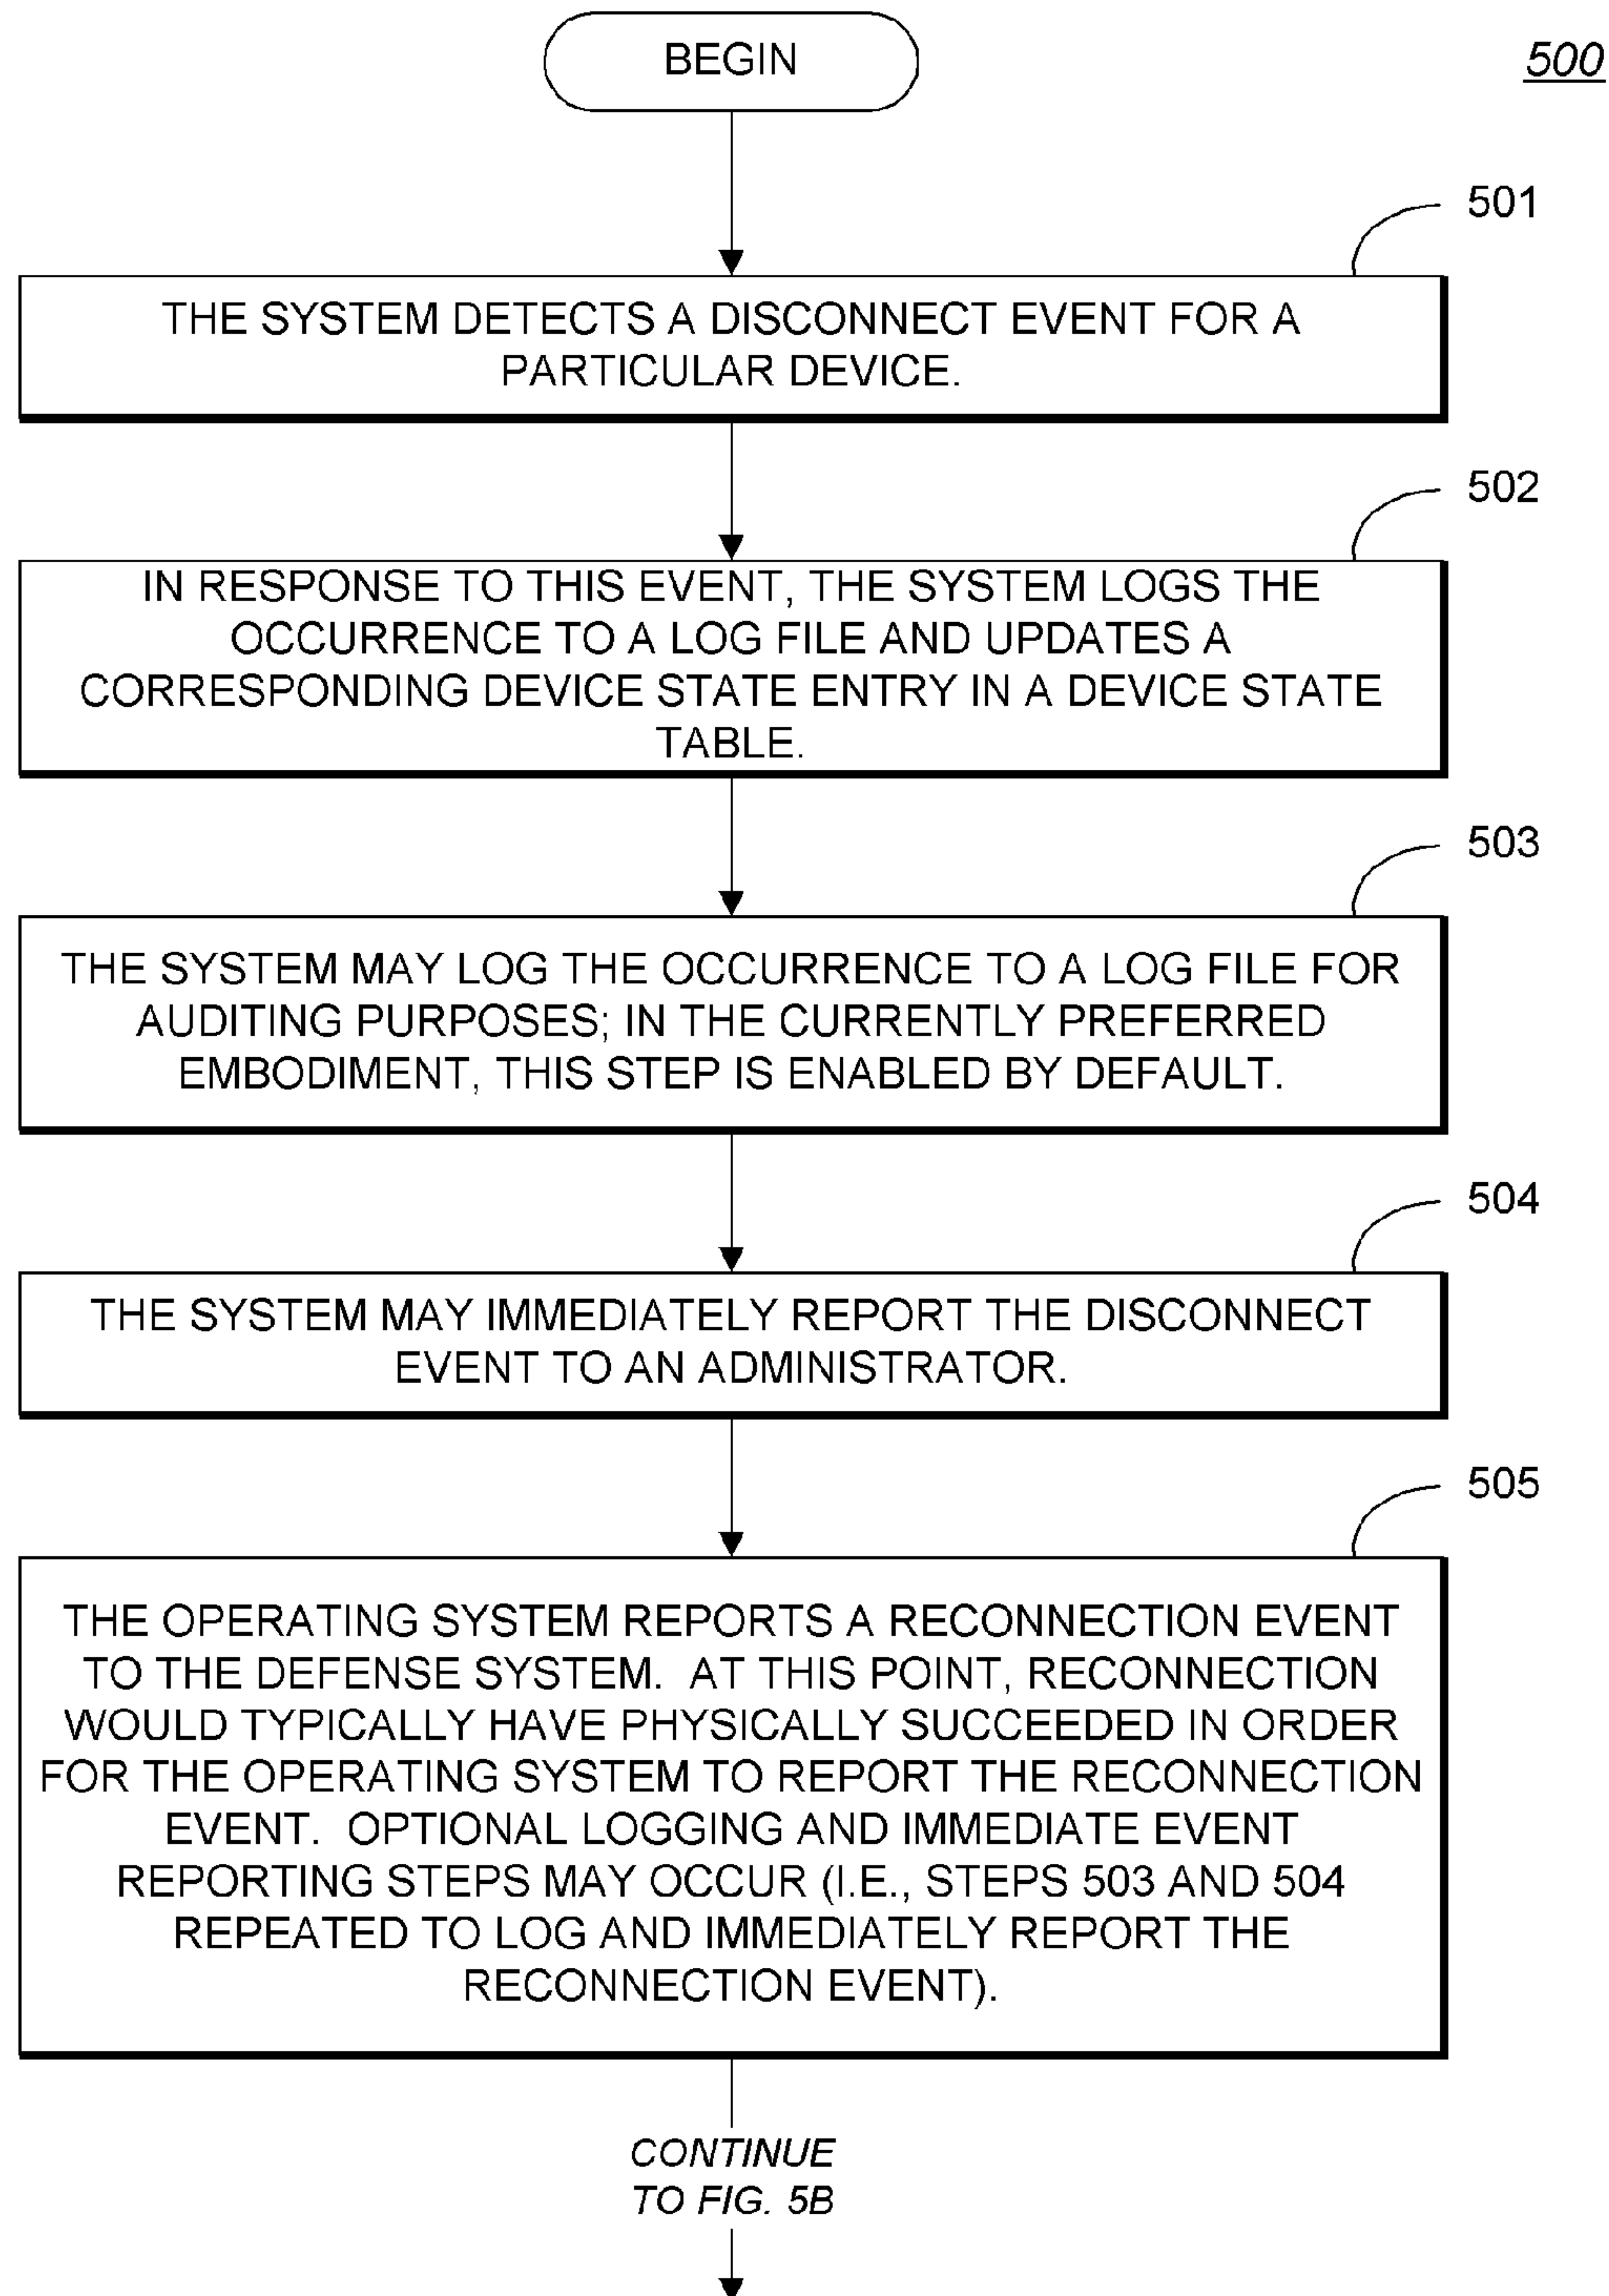 BEGIN
500
501
THE SYSTEM DETECTS A DISCONNECT EVENT FOR A
PARTICULAR DEVICE.
502
IN RESPONSE TO THIS EVENT, THE SYSTEM LOGS THE
OCCURRENCE TO A LOG FILE AND UPDATES A
CORRESPONDING DEVICE STATE ENTRY IN A DEVICE STATE
TABLE.
503
THE SYSTEM MAY LOG THE OCCURRENCE TO A LOG FILE FOR
AUDITING PURPOSES; IN THE CURRENTLY PREFERRED
EMBODIMENT, THIS STEP IS ENABLED BY DEFAULT.
504
THE SYSTEM MAY IMMEDIATELY REPORT THE DISCONNECT
EVENT TO AN ADMINISTRATOR.
505
THE OPERATING SYSTEM REPORTS A RECONNECTION EVENT
TO THE DEFENSE SYSTEM. AT THIS POINT, RECONNECTION
WOULD TYPICALLY HAVE PHYSICALLY SUCCEEDED IN ORDER
FOR THE OPERATING SYSTEM TO REPORT THE RECONNECTION
EVENT. OPTIONAL LOGGING AND IMMEDIATE EVENT
REPORTING STEPS MAY OCCUR (I.E., STEPS 503 AND 504
REPEATED TO LOG AND IMMEDIATELY REPORT THE
RECONNECTION EVENT).
CONTINUE
TO FIG. 5B